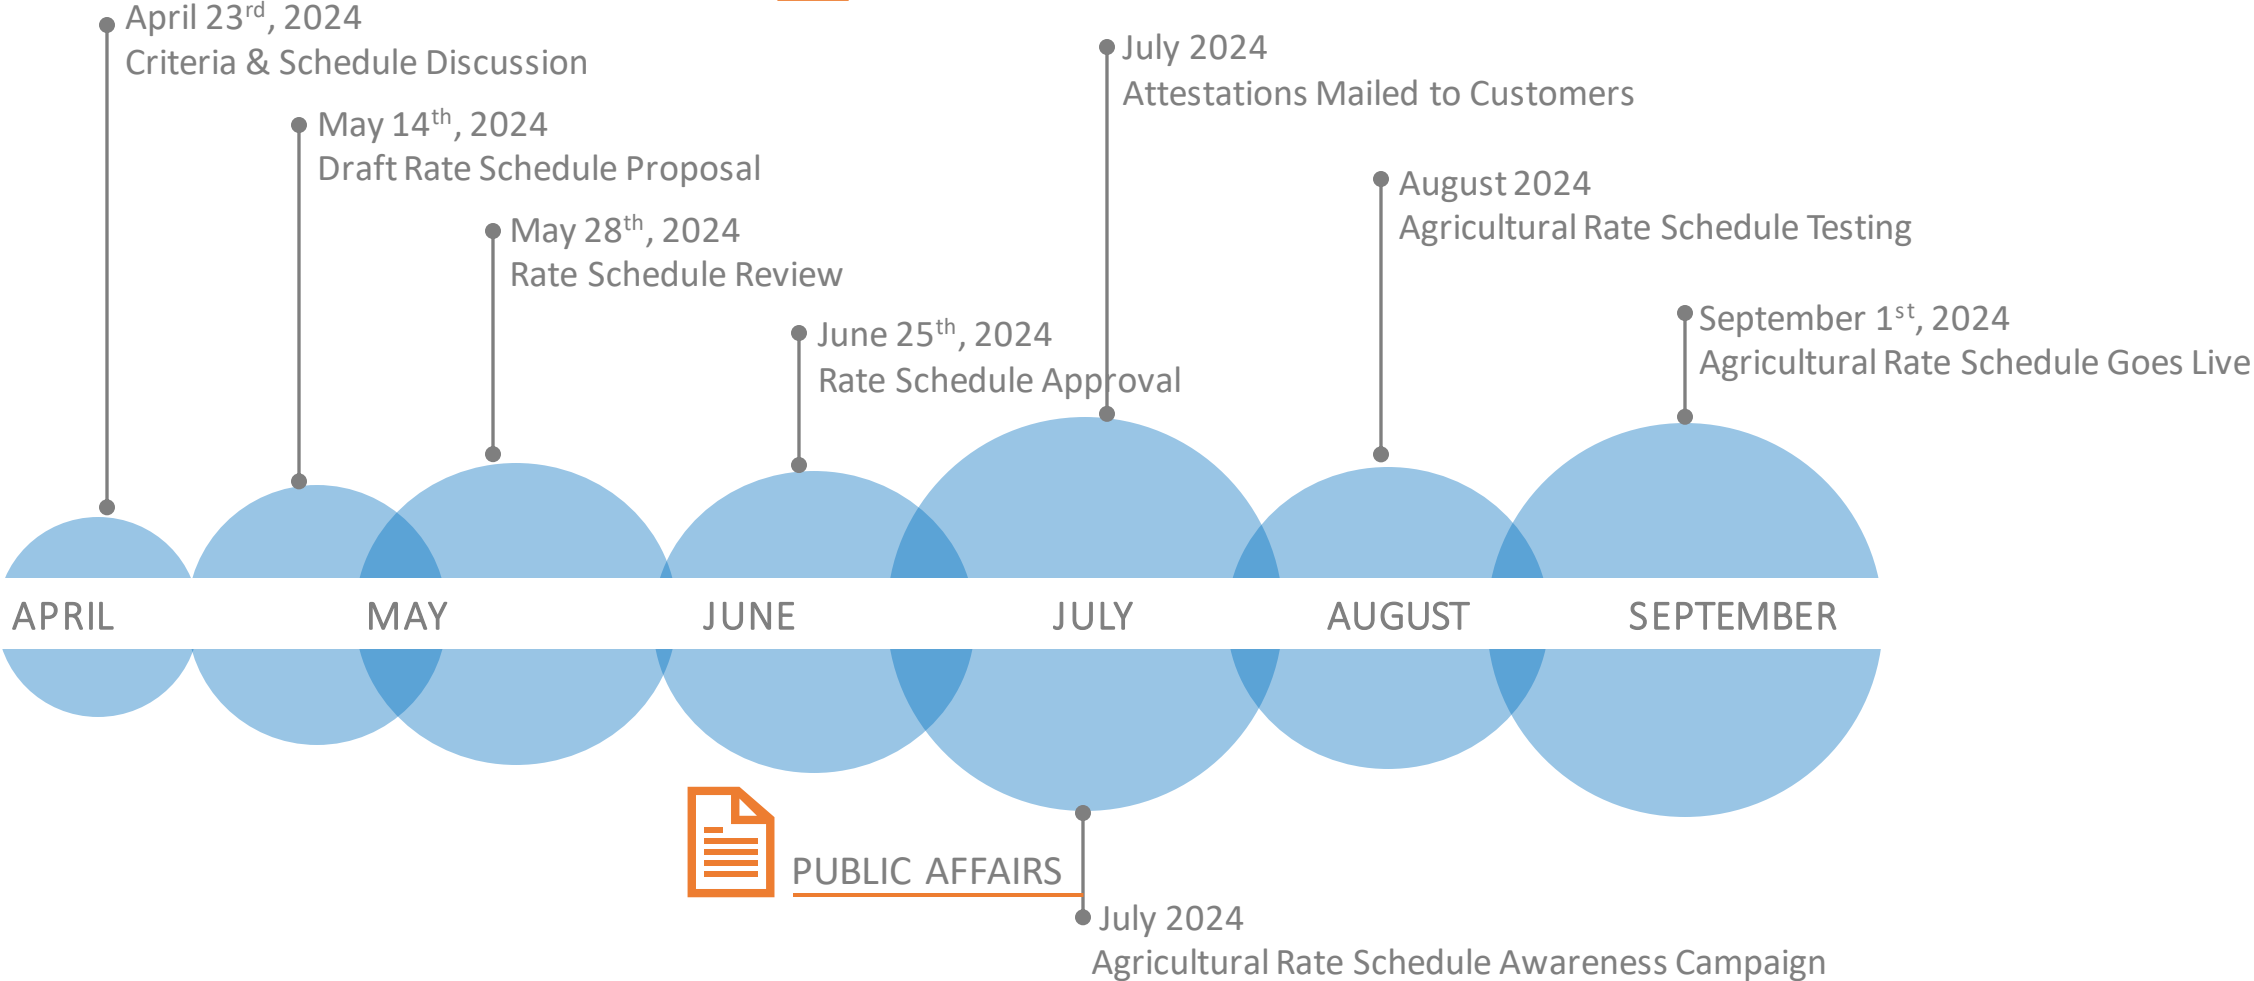 April 23rd, 2024
Criteria & Schedule Discussion
May 14th, 2024
Draft Rate Schedule Proposal
May 28th, 2024
Rate Schedule Review
June 25th, 2024
Rate Schedule Approval
July 2024
Attestations Mailed to Customers
August 2024
Agricultural Rate Schedule Testing
September 1st, 2024
Agricultural Rate Schedule Goes Live
APRIL
MAY
JUNE
JULY
AUGUST
SEPTEMBER
PUBLIC AFFAIRS
July 2024
Agricultural Rate Schedule Awareness Campaign